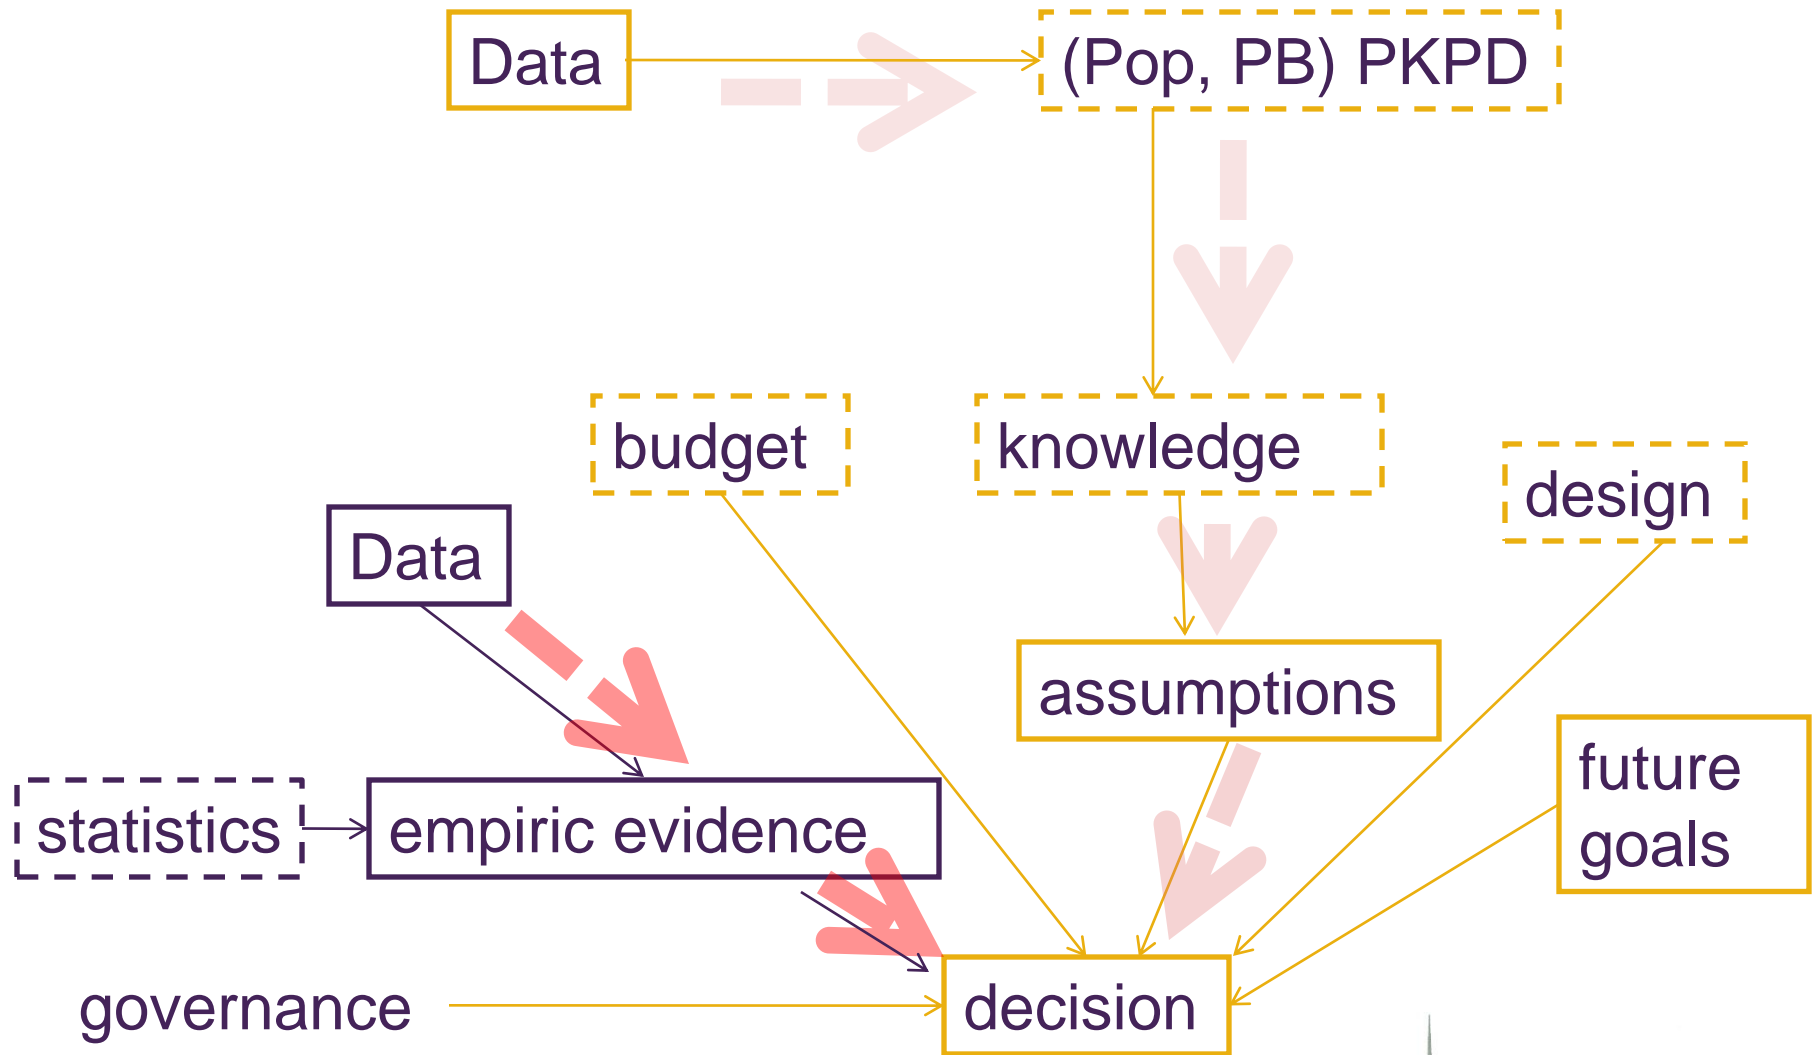 Data
(Pop, PB) PKPD
budget
knowledge
design
Data
assumptions
future
goals
statistics
empiric evidence
governance
decision